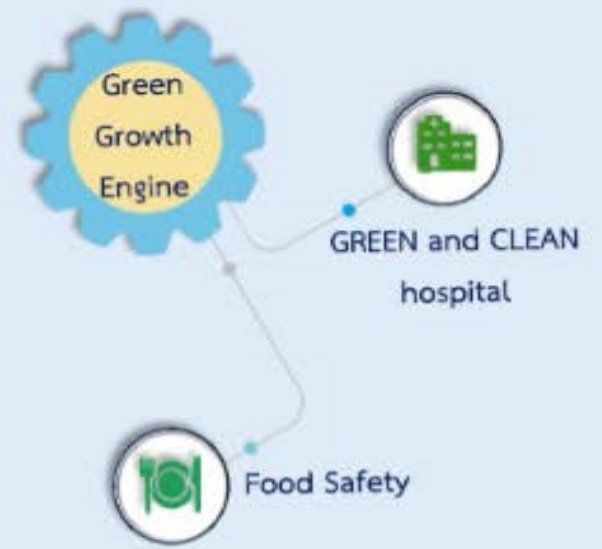 Green
Growth
Engine
GREEN and CLEAN
hospital
Food Safety